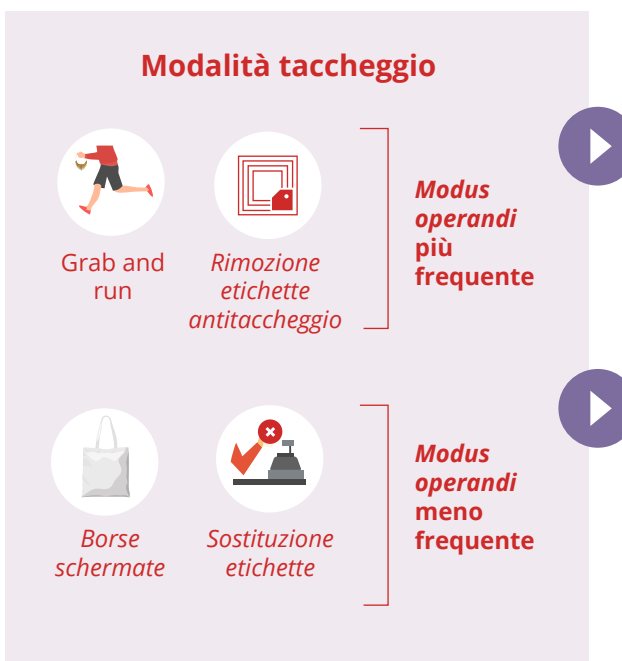 Modalità taccheggio
Grab and
run
Rimozione
etichette
antitaccheggio
Modus
operandi
più
frequente
Borse
schermate
Sostituzione
etichette
Modus
operandi
meno
frequente